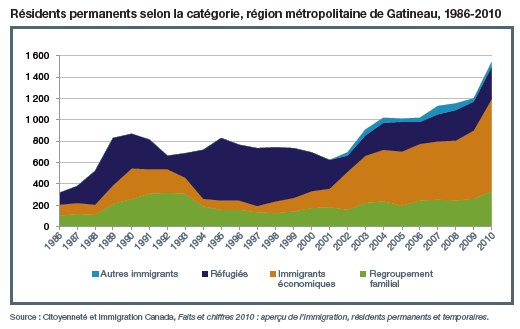 Résidents permanents selon la catégorie, région métropolitaine de Gatineau, 1986-2010
1 600
1 400
1 200
1 000
800
600
400
200
0
1986 1987 1988 1989 1990 1991 1992 1993 1994 1995 1996 1997 1998 1999 2000 2001 2002 2003 2004 2005 2006 2007 2008 2009 2010
Autres immigrants Réfugiés Immigrants Regroupement
économiques familial
Source : Citoyenneté et Immigration Canada, Faits et chiffres 2010 : aperçu de l'immigration, résidents permanents et temporaires.